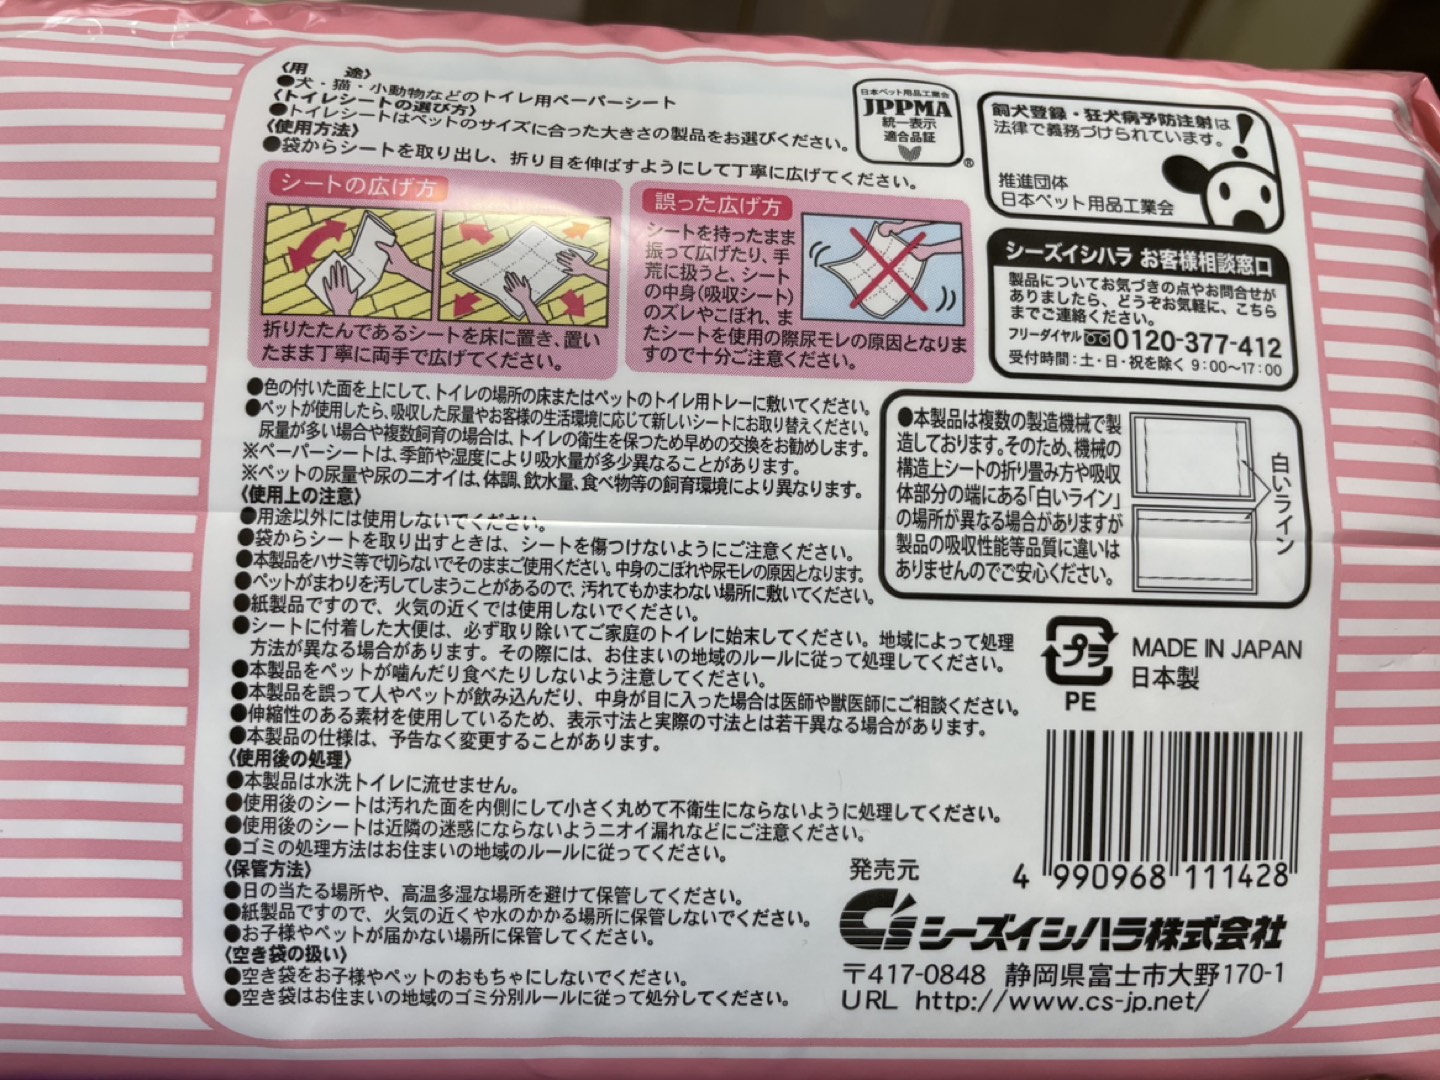 〈用　途〉
●犬・猫・小動物などのトイレ用ペーパーシート
〈トイレシートの選び方〉
●トイレシートはペットのサイズに合った大きさの製品をお選びください。
〈使用方法〉
●袋からシートを取り出し、折り目を伸ばすようにして丁寧に広げてください。
シートの広げ方
折りたたんであるシートを床に置き、置い
たまま丁寧に両手で広げてください。
誤った広げ方
シートを持ったまま
振って広げたり、手
荒に扱うと、シート
の中身(吸収シート)
のズレやこぼれ、ま
たシートを使用の際尿モレの原因となりま
すので十分ご注意ください。
●色の付いた面を上にして、トイレの場所の床またはペットのトイレ用トレーに敷いてください。
●ペットが使用したら、吸収した尿量やお客様の生活環境に応じて新しいシートにお取り替えください。
尿量が多い場合や複数飼育の場合は、トイレの衛生を保つため早めの交換をお勧めします。
※ペーパーシートは、季節や湿度により吸水量が多少異なることがあります。
※ペットの尿量や尿のニオイは、体調、飲水量、食べ物等の飼育環境により異なります。
〈使用上の注意〉
●用途以外には使用しないでください。
●袋からシートを取り出すときは、シートを傷つけないようにご注意ください。
●本製品をハサミ等で切らないでそのままご使用ください。中身のこぼれや尿モレの原因となります。
●ペットがまわりを汚してしまうことがあるので、汚れてもかまわない場所に敷いてください。
●紙製品ですので、火気の近くでは使用しないでください。
●シートに付着した大便は、必ず取り除いてご家庭のトイレに始末してください。地域によって処理
方法が異なる場合があります。その際には、お住まいの地域のルールに従って処理してください。
●本製品をペットが噛んだり食べたりしないよう注意してください。
●本製品を誤って人やペットが飲み込んだり、中身が目に入った場合は医師や獣医師にご相談ください。
●伸縮性のある素材を使用しているため、表示寸法と実際の寸法とは若干異なる場合があります。
●本製品の仕様は、予告なく変更することがあります。
〈使用後の処理〉
●本製品は水洗トイレに流せません。
●使用後のシートは汚れた面を内側にして小さく丸めて不衛生にならないように処理してください。
●使用後のシートは近隣の迷惑にならないようニオイ漏れなどにご注意ください。
●ゴミの処理方法はお住まいの地域のルールに従ってください。
〈保管方法〉
●日の当たる場所や、高温多湿な場所を避けて保管してください。
●紙製品ですので、火気の近くや水のかかる場所に保管しないでください。
●お子様やペットが届かない場所に保管してください。
〈空き袋の扱い〉
●空き袋をお子様やペットのおもちゃにしないでください。
●空き袋はお住まいの地域のゴミ分別ルールに従って処分してください。
日本ペット用品工業会
JPPMA
統一表示
適合品証
®
飼犬登録・狂犬病予防注射は
法律で義務づけられています。
推進団体
日本ペット用品工業会
シーズイシハラ お客様相談窓口
製品についてお気づきの点やお問合せが
ありましたら、どうぞお気軽に、こちら
までご連絡ください。
フリーダイヤル 0120-377-412
受付時間:土・日・祝を除く 9:00〜17:00
●本製品は複数の製造機械で製
造しております。そのため、機械の
構造上シートの折り畳み方や吸収
体部分の端にある「白いライン」
の場所が異なる場合がありますが
製品の吸収性能等品質に違いは
ありませんのでご安心ください。
白いライン
プラ
PE
MADE IN JAPAN
日本製
4 990968 111428
発売元
C's シーズイシハラ株式会社
〒417-0848 静岡県富士市大野170-1
URL http://www.cs-jp.net/